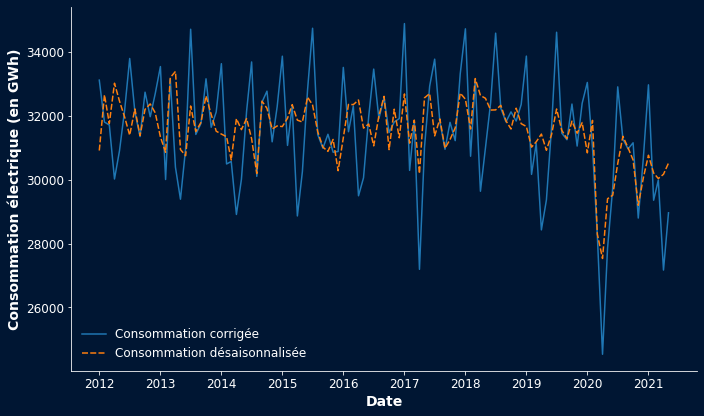 Consommation électrique (en GWh)
34000
32000
30000
28000
26000
Consommation corrigée
Consommation désaisonnalisée
2012 2013 2014 2015 2016 2017 2018 2019 2020 2021
Date